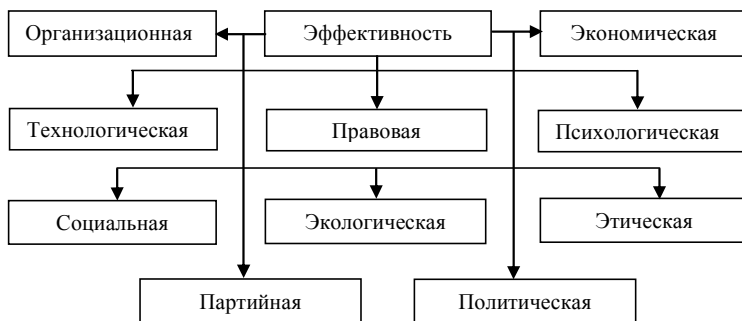 Организационная
Эффективность
Экономическая
Технологическая
Правовая
Психологическая
Социальная
Экологическая
Этическая
Партийная
Политическая